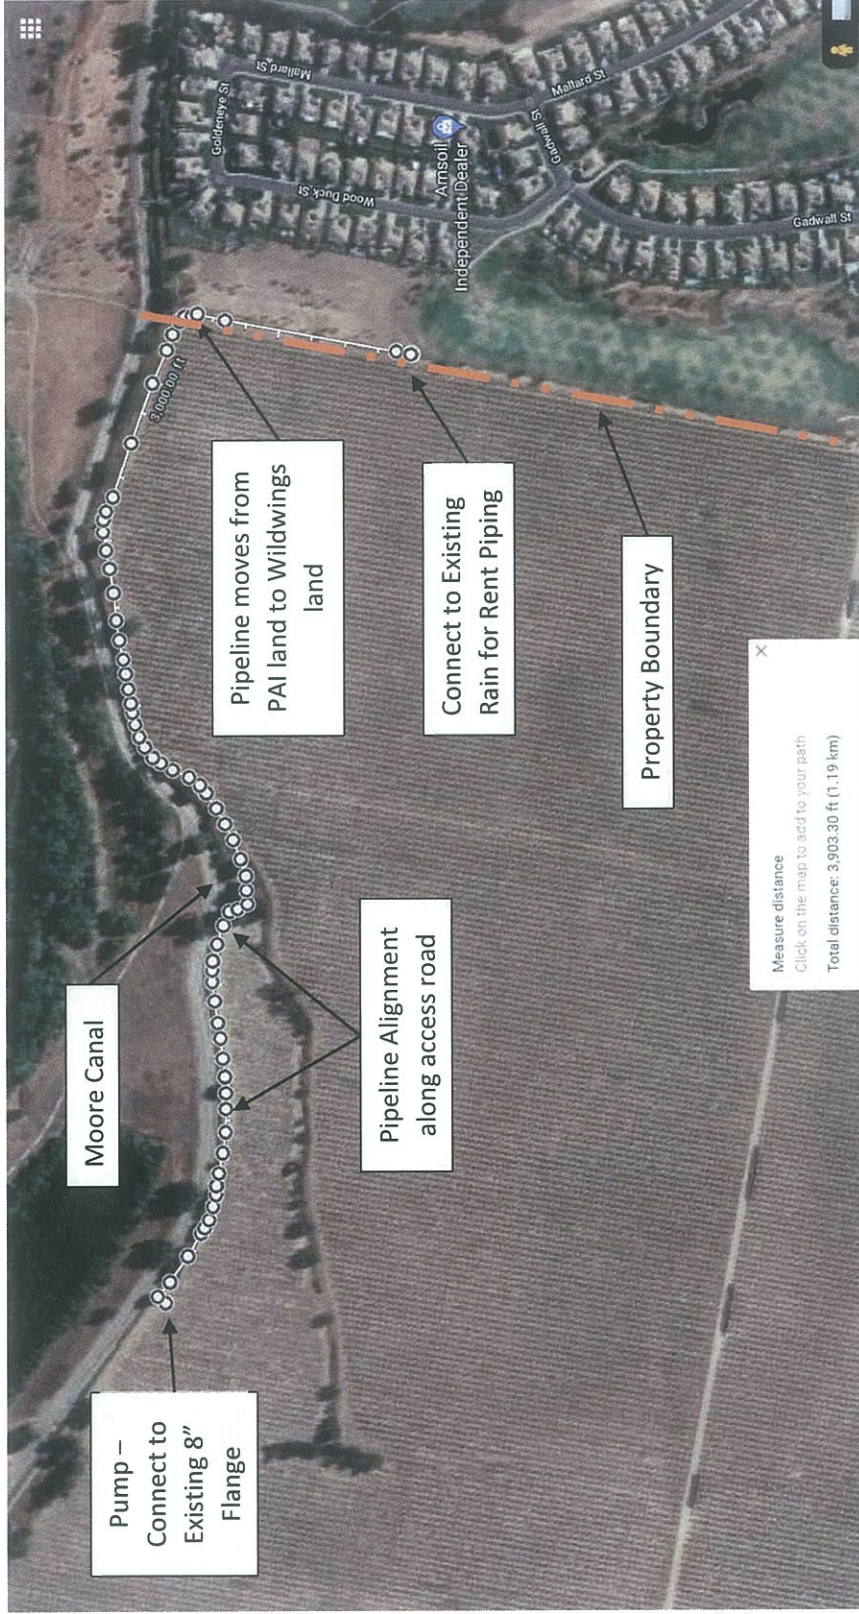 Pump –
Connect to
Existing 8”
Flange
Moore Canal
Pipeline Alignment
along access road
Pipeline moves from
PAI land to Wildwings
land
Connect to Existing
Rain for Rent Piping
Property Boundary
3,000.00 ft
Goldeneye St
Mallard St
Wood Duck St
Amsoil
Independent Dealer
Gadwall St
Mallard St
Gadwall St
Measure distance
Click on the map to add to your path
Total distance: 3,903.30 ft (1.19 km)